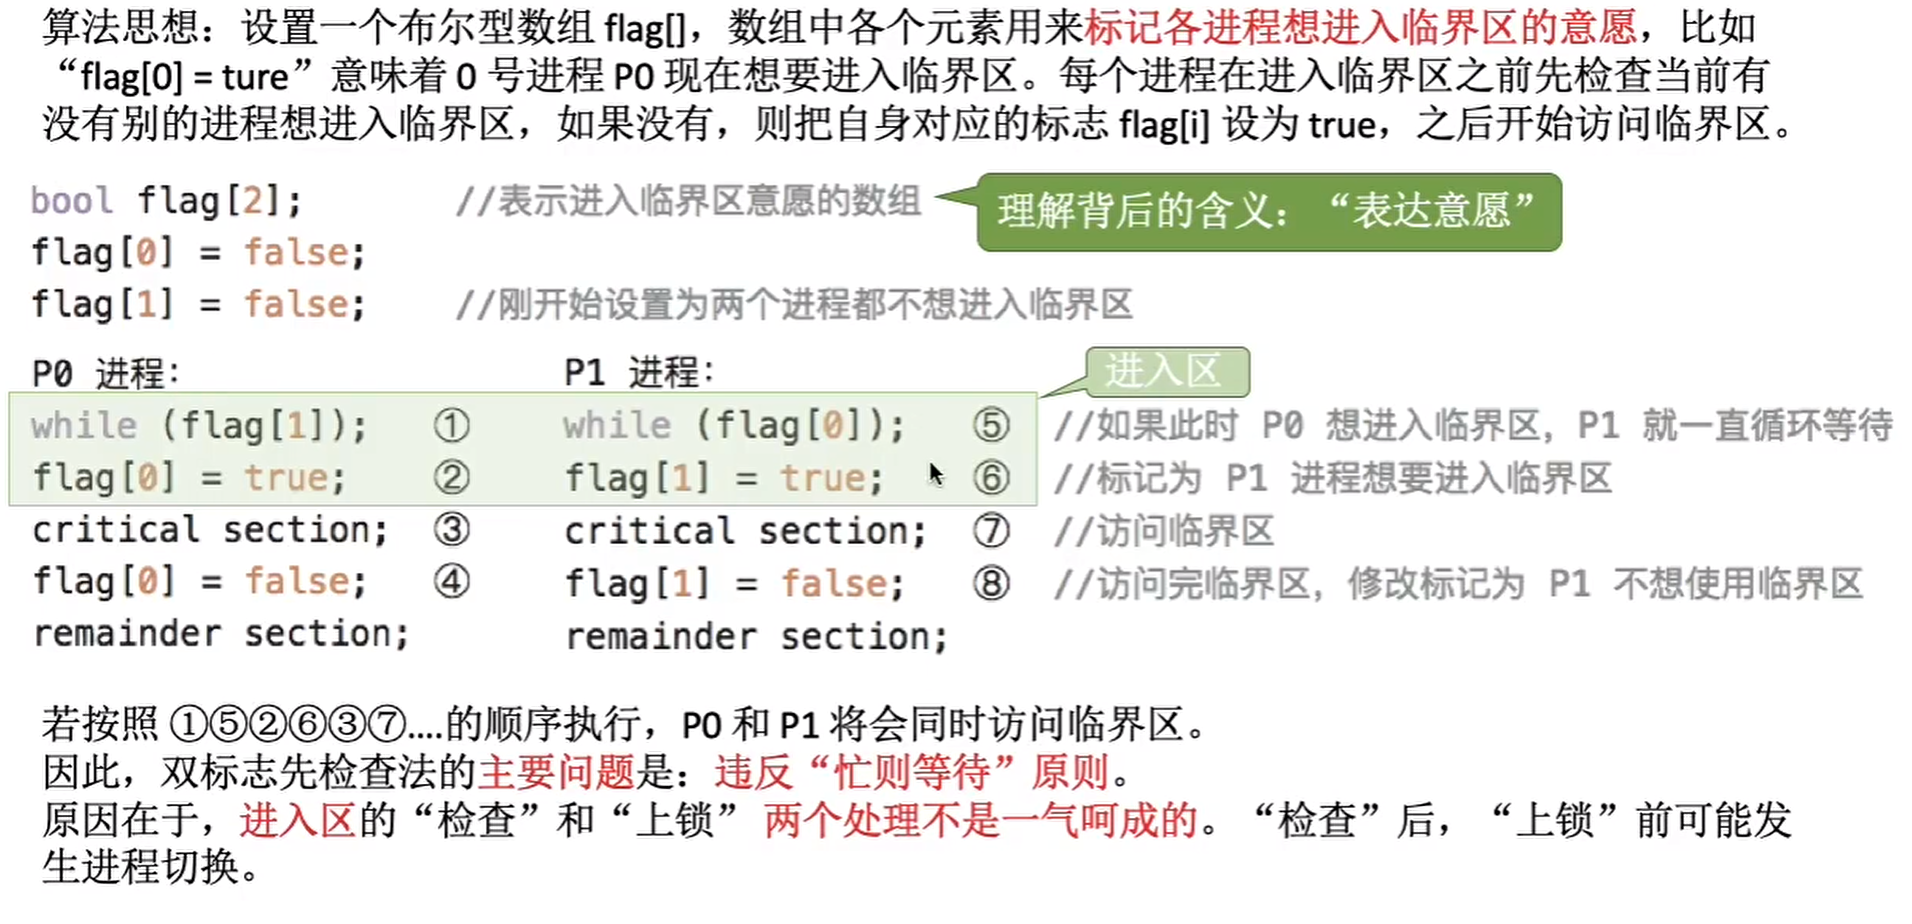 算法思想：设置一个布尔型数组 flag[]，数组中各个元素用来标记各进程想进入临界区的意愿，比如
“flag[0] = ture”意味着 0 号进程 P0 现在想要进入临界区。每个进程在进入临界区之前先检查当前有
没有别的进程想进入临界区，如果没有，则把自身对应的标志 flag[i] 设为 true，之后开始访问临界区。
bool flag[2]; //表示进入临界区意愿的数组
理解背后的含义：“表达意愿”
flag[0] = false;
flag[1] = false; //刚开始设置为两个进程都不想进入临界区
P0 进程： P1 进程：
进入区
while (flag[1]); ① while (flag[0]); ⑤ //如果此时 P0 想进入临界区，P1 就一直循环等待
flag[0] = true; ② flag[1] = true; ⑥ //标记为 P1 进程想要进入临界区
critical section; ③ critical section; ⑦ //访问临界区
flag[0] = false; ④ flag[1] = false; ⑧ //访问完临界区，修改标记为 P1 不想使用临界区
remainder section; remainder section;
若按照 ①⑤②⑥③⑦....的顺序执行，P0 和 P1 将会同时访问临界区。
因此，双标志先检查法的主要问题是：违反“忙则等待”原则。
原因在于，进入区的“检查”和“上锁” 两个处理不是一气呵成的。“检查”后，“上锁”前可能发
生进程切换。